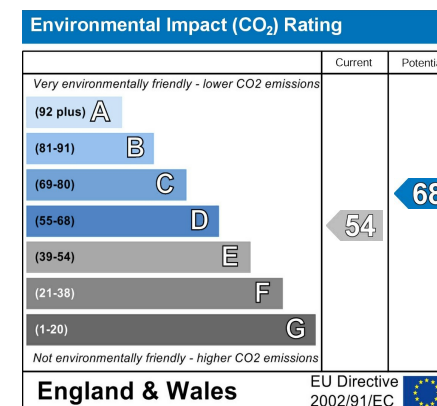 Environmental Impact (CO₂) Rating
Current
Very environmentally friendly - lower CO2 emissions
(92 plus) A
(81-91) B
(69-80) C
(55-68) D
(39-54) E
(21-38) F
(1-20) G
54
68
Not environmentally friendly - higher CO2 emissions
England & Wales
EU Directive
2002/91/EC